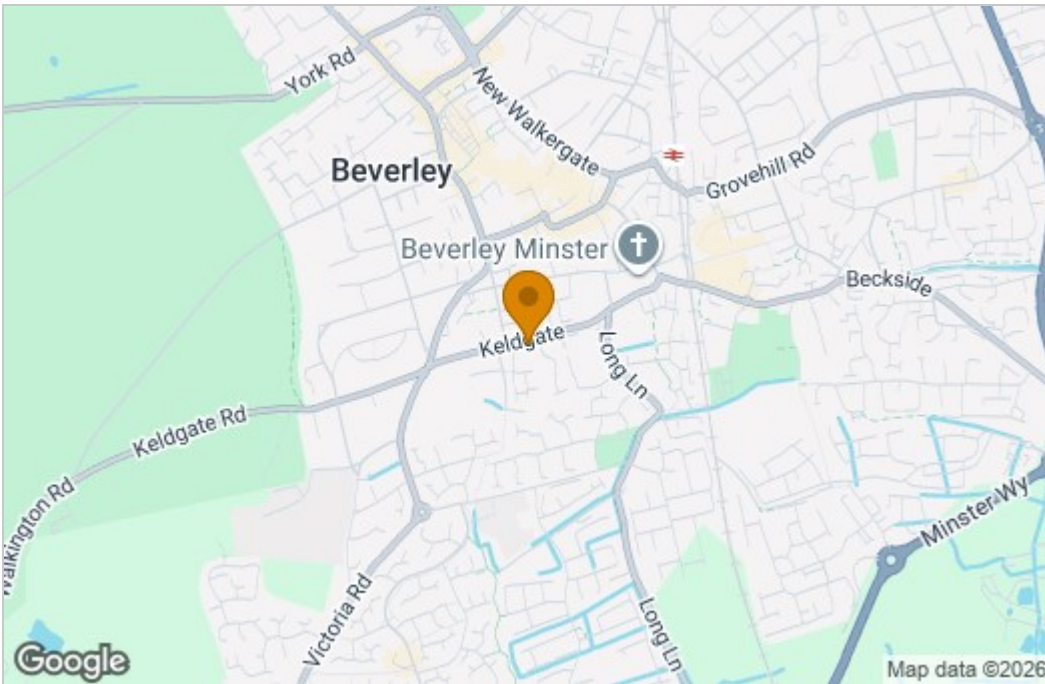 York Rd
New Walkergate
Beverley
Grovehill Rd
Beverley Minster
Beckside
Keldgate
Long Ln
Keldgate Rd
Walkington Rd
Minster Wy
Victoria Rd
Long Ln
Google
Map data ©2026